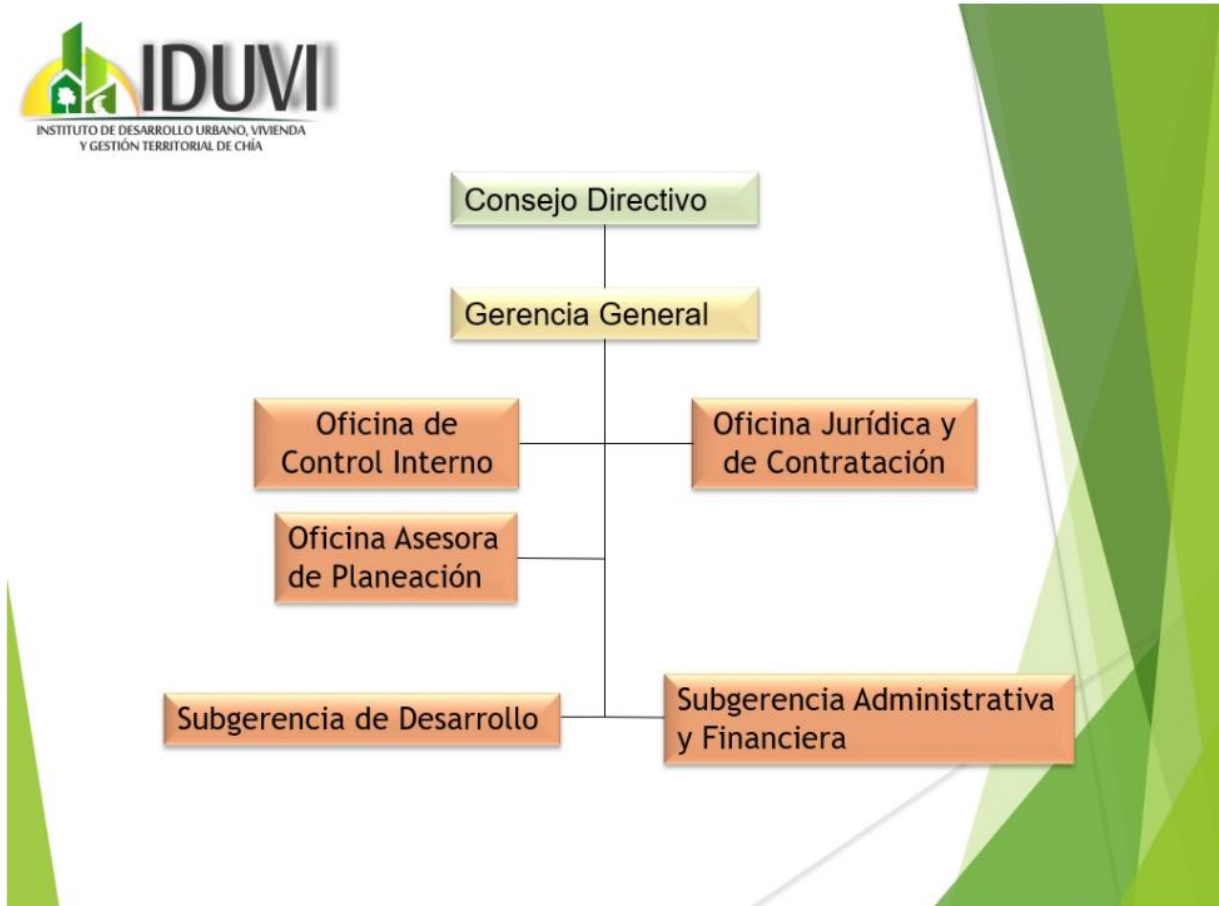 IDUVI
INSTITUTO DE DESARROLLO URBANO, VIVIENDA
Y GESTIÓN TERRITORIAL DE CHÍA
Consejo Directivo
Gerencia General
Oficina de
Control Interno
Oficina Jurídica y
de Contratación
Oficina Asesora
de Planeación
Subgerencia de Desarrollo
Subgerencia Administrativa
y Financiera